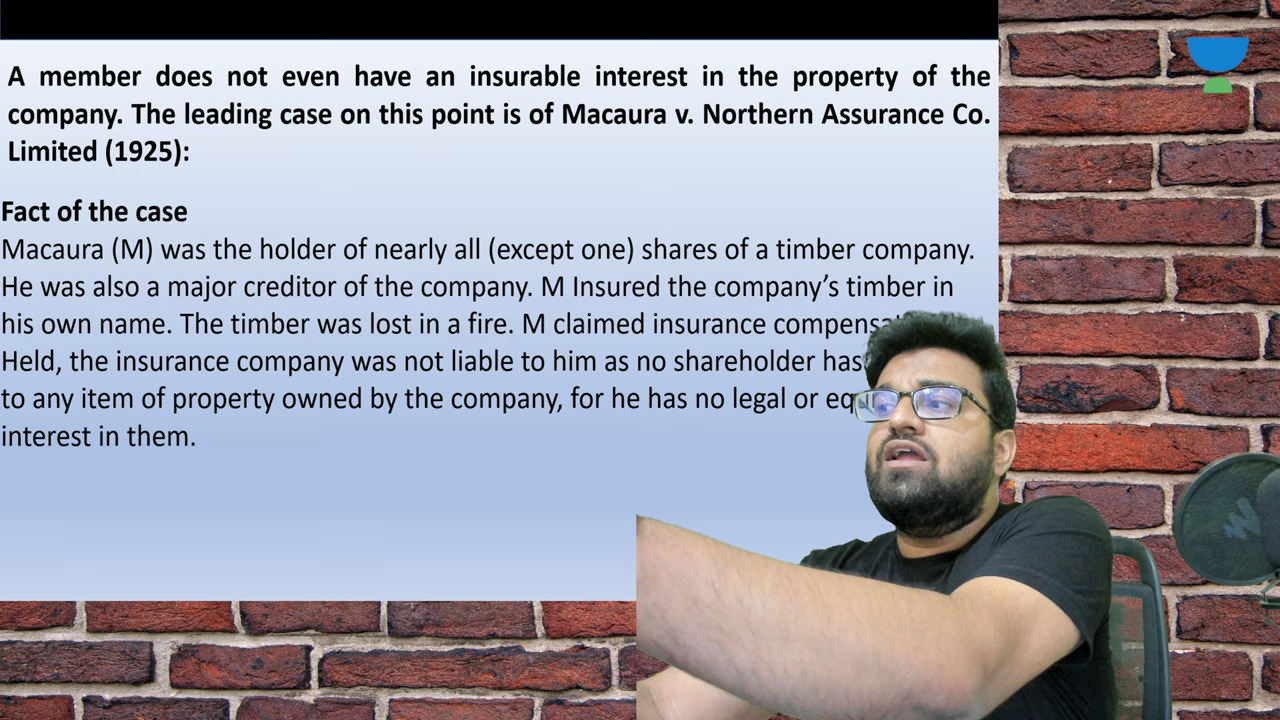 A member does not even have an insurable interest in the property of the
company. The leading case on this point is of Macaura v. Northern Assurance Co.
Limited (1925):
Fact of the case
Macaura (M) was the holder of nearly all (except one) shares of a timber company.
He was also a major creditor of the company. M Insured the company’s timber in
his own name. The timber was lost in a fire. M claimed insurance
Held, the insurance company was not liable to him as no shareholder has
to any item of property owned by the company, for he has no legal or
interest in them.